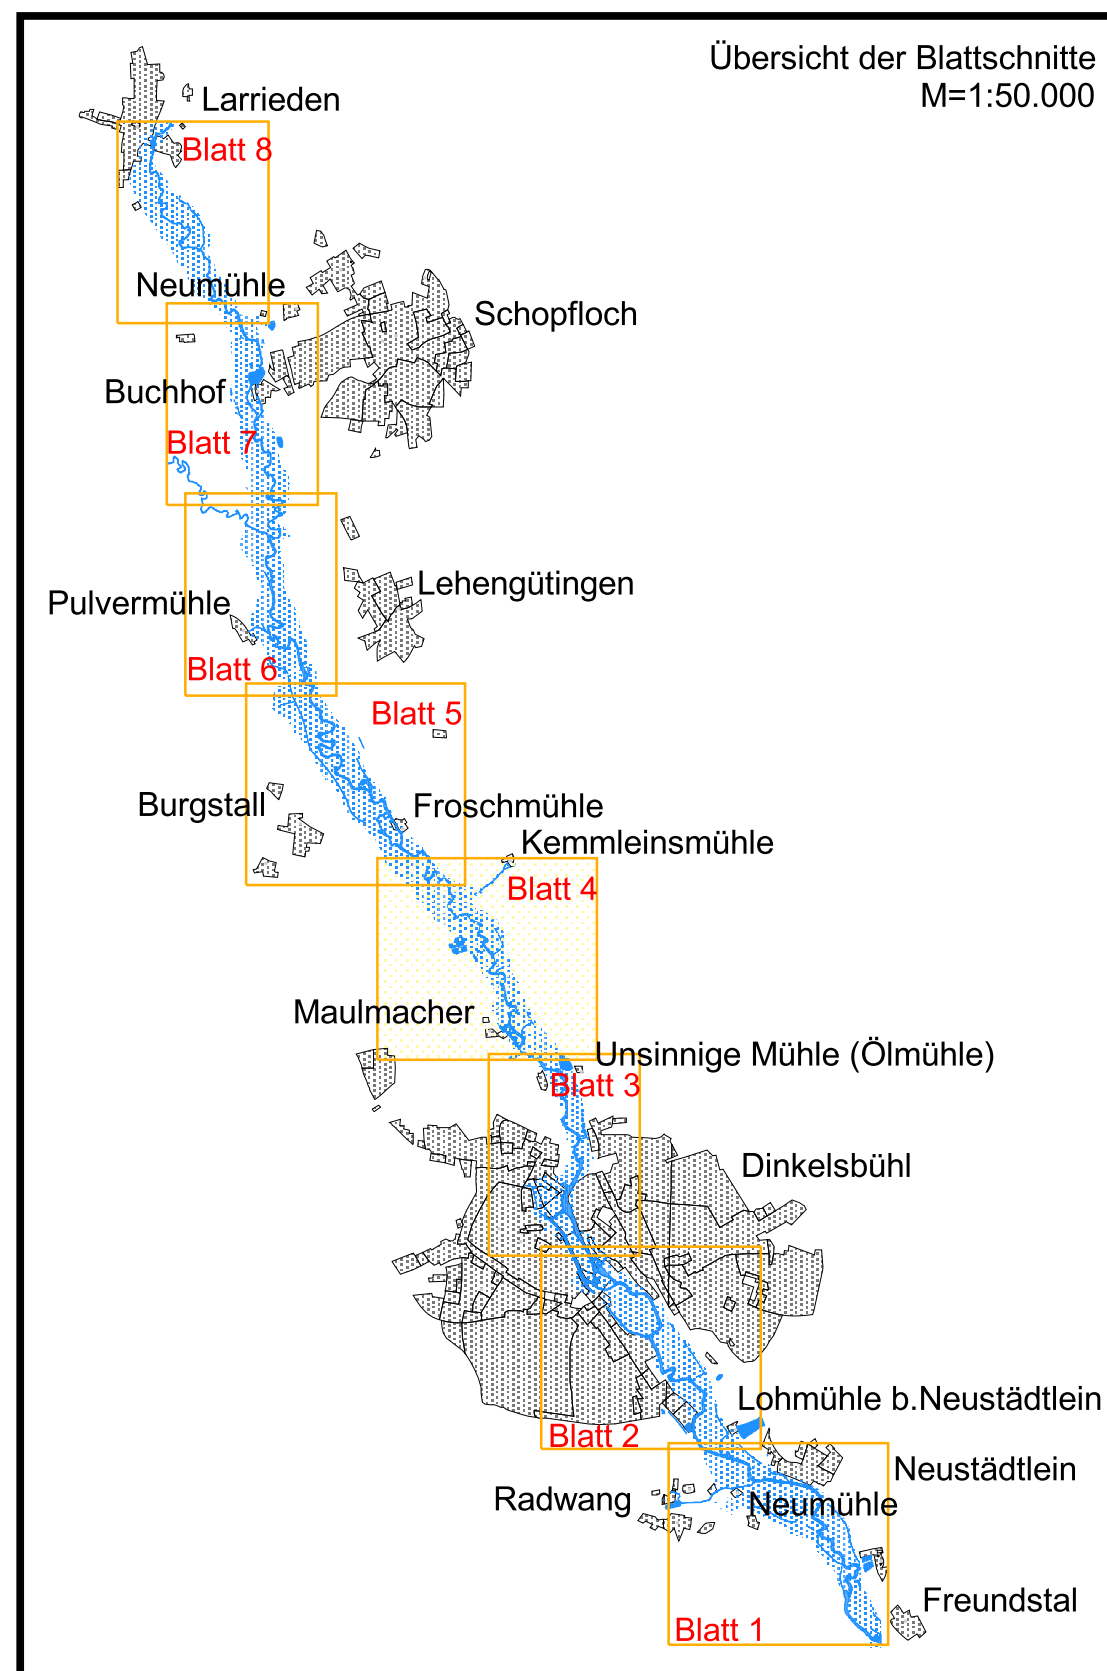 Übersicht der Blattschnitte
M=1:50.000
Larrieden
Blatt 8
Neumühle
Schopfloch
Buchhof
Blatt 7
Lehengütingen
Pulvermühle
Blatt 6
Blatt 5
Burgstall
Froschmühle
Kemmleinsmühle
Blatt 4
Maulmacher
Unsinnige Mühle (Ölmühle)
Blatt 3
Dinkelsbühl
Lohmühle b.Neustädtlein
Blatt 2
Neustädtlein
Radwang
Neumühle
Freundstal
Blatt 1